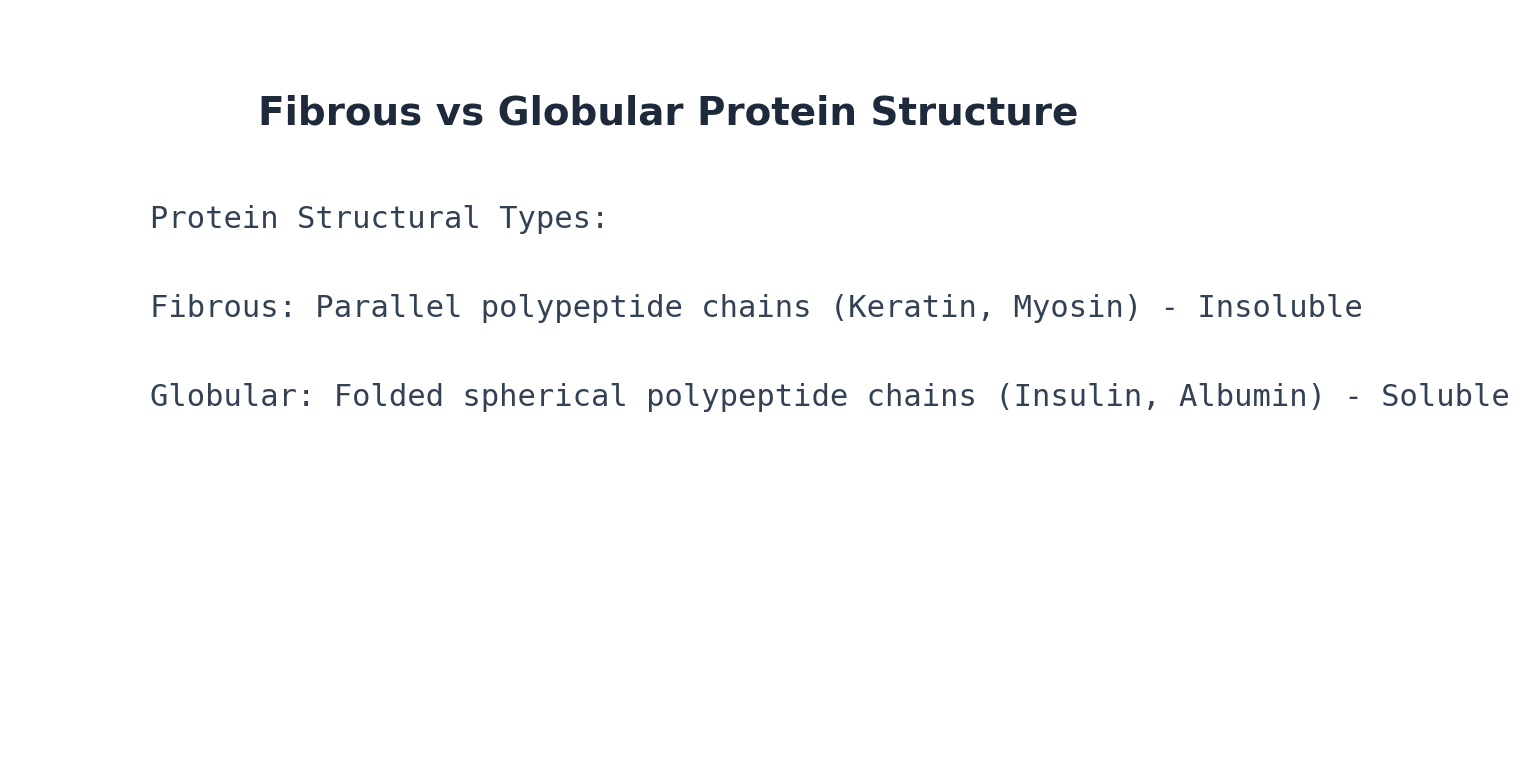 Fibrous vs Globular Protein Structure
Protein Structural Types:
Fibrous: Parallel polypeptide chains (Keratin, Myosin) - Insoluble
Globular: Folded spherical polypeptide chains (Insulin, Albumin) - Soluble